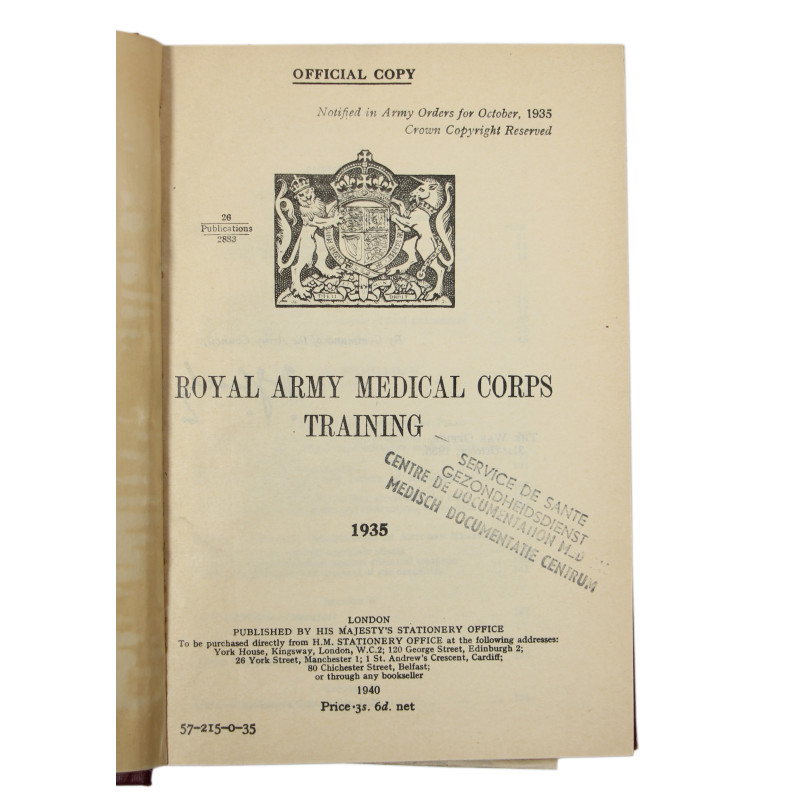 OFFICIAL COPY
Notified in Army Orders for October, 1935
Crown Copyright Reserved
26
Publications
2883
ROYAL ARMY MEDICAL CORPS
TRAINING
SERVICE DE SANTE
GEZONDHEIDSDIENST
CENTRE DE DOCUMENTATION
MEDISCH DOCUMENTATIE CENTRUM
1935
LONDON
PUBLISHED BY HIS MAJESTY'S STATIONERY OFFICE
To be purchased directly from H.M. STATIONERY OFFICE at the following addresses:
York House, Kingsway, London, W.C.2; 120 George Street, Edinburgh 2;
26 York Street, Manchester 1; 1 St. Andrew's Crescent, Cardiff;
80 Chichester Street, Belfast;
or through any bookseller
1940
Price 3s. 6d. net
57-215-0-35